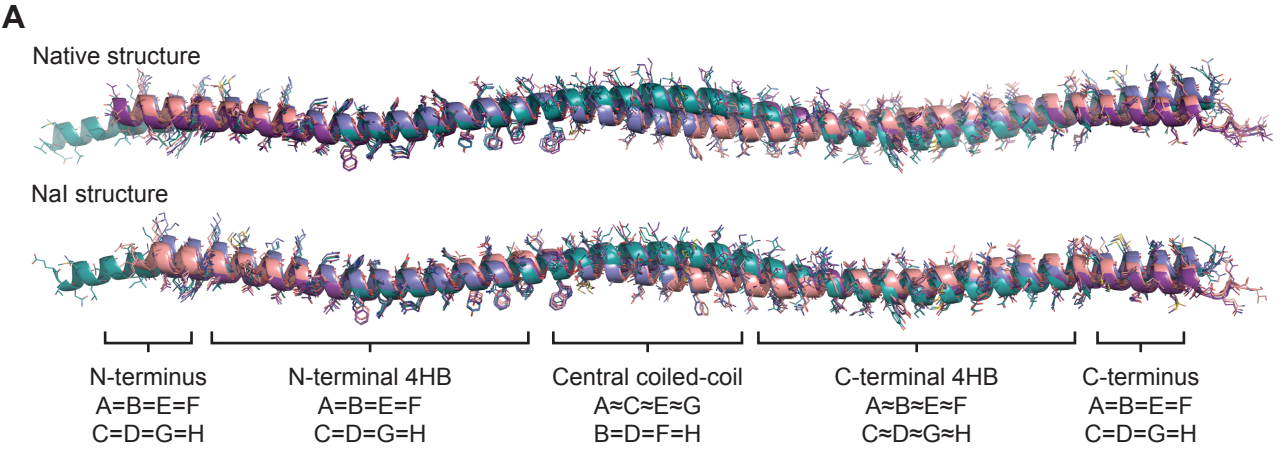 A
Native structure
NaI structure
N-terminus
A=B=E=F
C=D=G=H
N-terminal 4HB
A=B=E=F
C=D=G=H
Central coiled-coil
A≈C≈E≈G
B=D=F=H
C-terminal 4HB
A≈B≈E≈F
C≈D≈G≈H
C-terminus
A=B=E=F
C=D=G=H